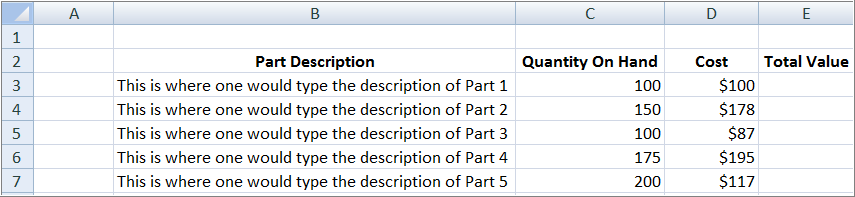 A B C D E
1
2 Part Description Quantity On Hand Cost Total Value
3 This is where one would type the description of Part 1 100 $100
4 This is where one would type the description of Part 2 150 $178
5 This is where one would type the description of Part 3 100 $87
6 This is where one would type the description of Part 4 175 $195
7 This is where one would type the description of Part 5 200 $117